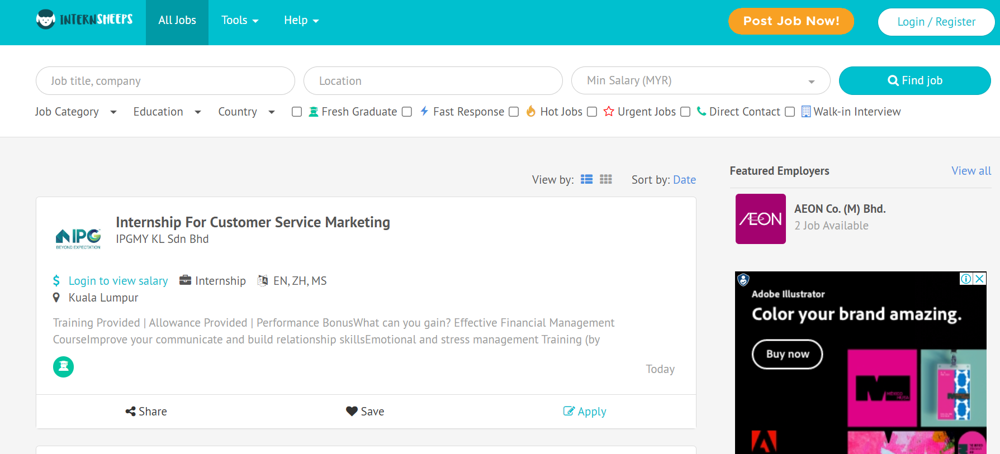 INTERNSHEEPS All Jobs Tools Help Post Job Now! Login / Register
Job title, company Location Min Salary (MYR) Find job
Job Category Education Country Fresh Graduate Fast Response Hot Jobs Urgent Jobs Direct Contact Walk-in Interview
View by: Sort by: Date
Internship For Customer Service Marketing
IPGMY KL Sdn Bhd
IPG
BEYOND EXPECTATION
$ Login to view salary Internship EN, ZH, MS
Kuala Lumpur
Training Provided | Allowance Provided | Performance BonusWhat can you gain? Effective Financial Management
CourseImprove your communicate and build relationship skillsEmotional and stress management Training (by
Today
Share Save Apply
Featured Employers View all
AEON
AEON Co. (M) Bhd.
2 Job Available
Adobe Illustrator
Color your brand amazing.
Buy now